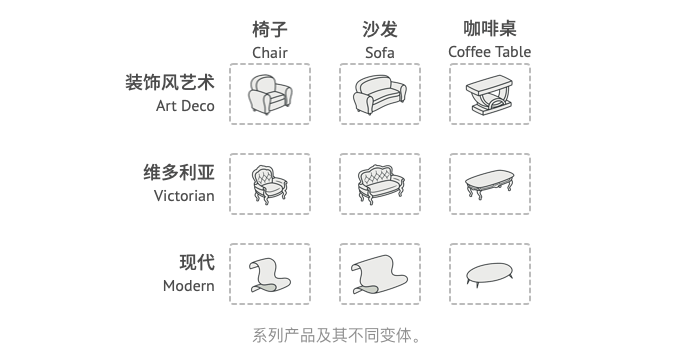 椅子 沙发 咖啡桌
Chair Sofa Coffee Table
装饰风艺术
Art Deco
维多利亚
Victorian
现代
Modern
系列产品及其不同变体。